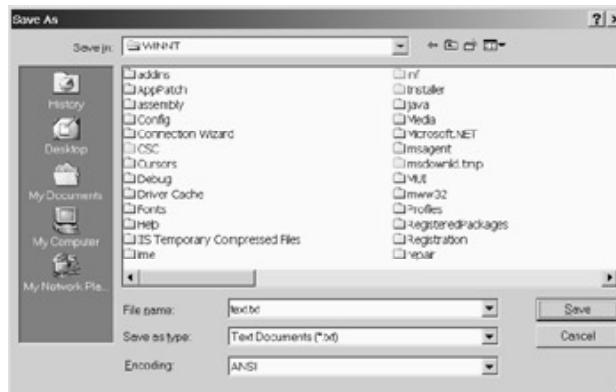 Save As
Save in: WINNT
History
Desktop
My Documents
My Computer
My Network Pla...
addins
AppPatch
assembly
Config
Connection Wizard
CSC
Cursors
Debug
Driver Cache
Fonts
Help
IIS Temporary Compressed Files
ime
inf
Installer
java
Media
Microsoft.NET
msagent
msdownld.tmp
MUI
mww32
Profiles
RegisteredPackages
Registration
repair
File name: text.txt
Save
Save as type: Text Documents (*.txt)
Cancel
Encoding: ANSI